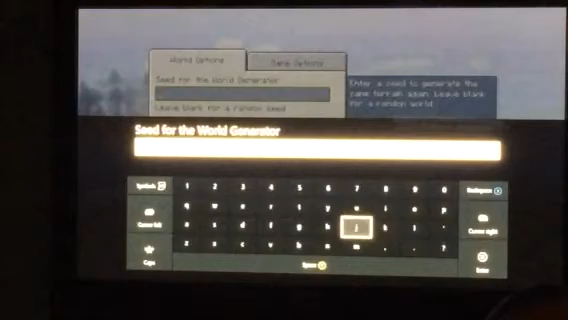 World Options
Game Options
Seed for the World Generator
Leave blank for a random seed
Enter a seed to generate the
same terrain again. Leave blank
for a random world
Seed for the World Generator
Symbols 1 2 3 4 5 6 7 8 9 0 Backspace
q w e r t y u i o p
Cursor left a s d f g h j k l Cursor right
z x c v b n m , . ?
Caps Space Enter